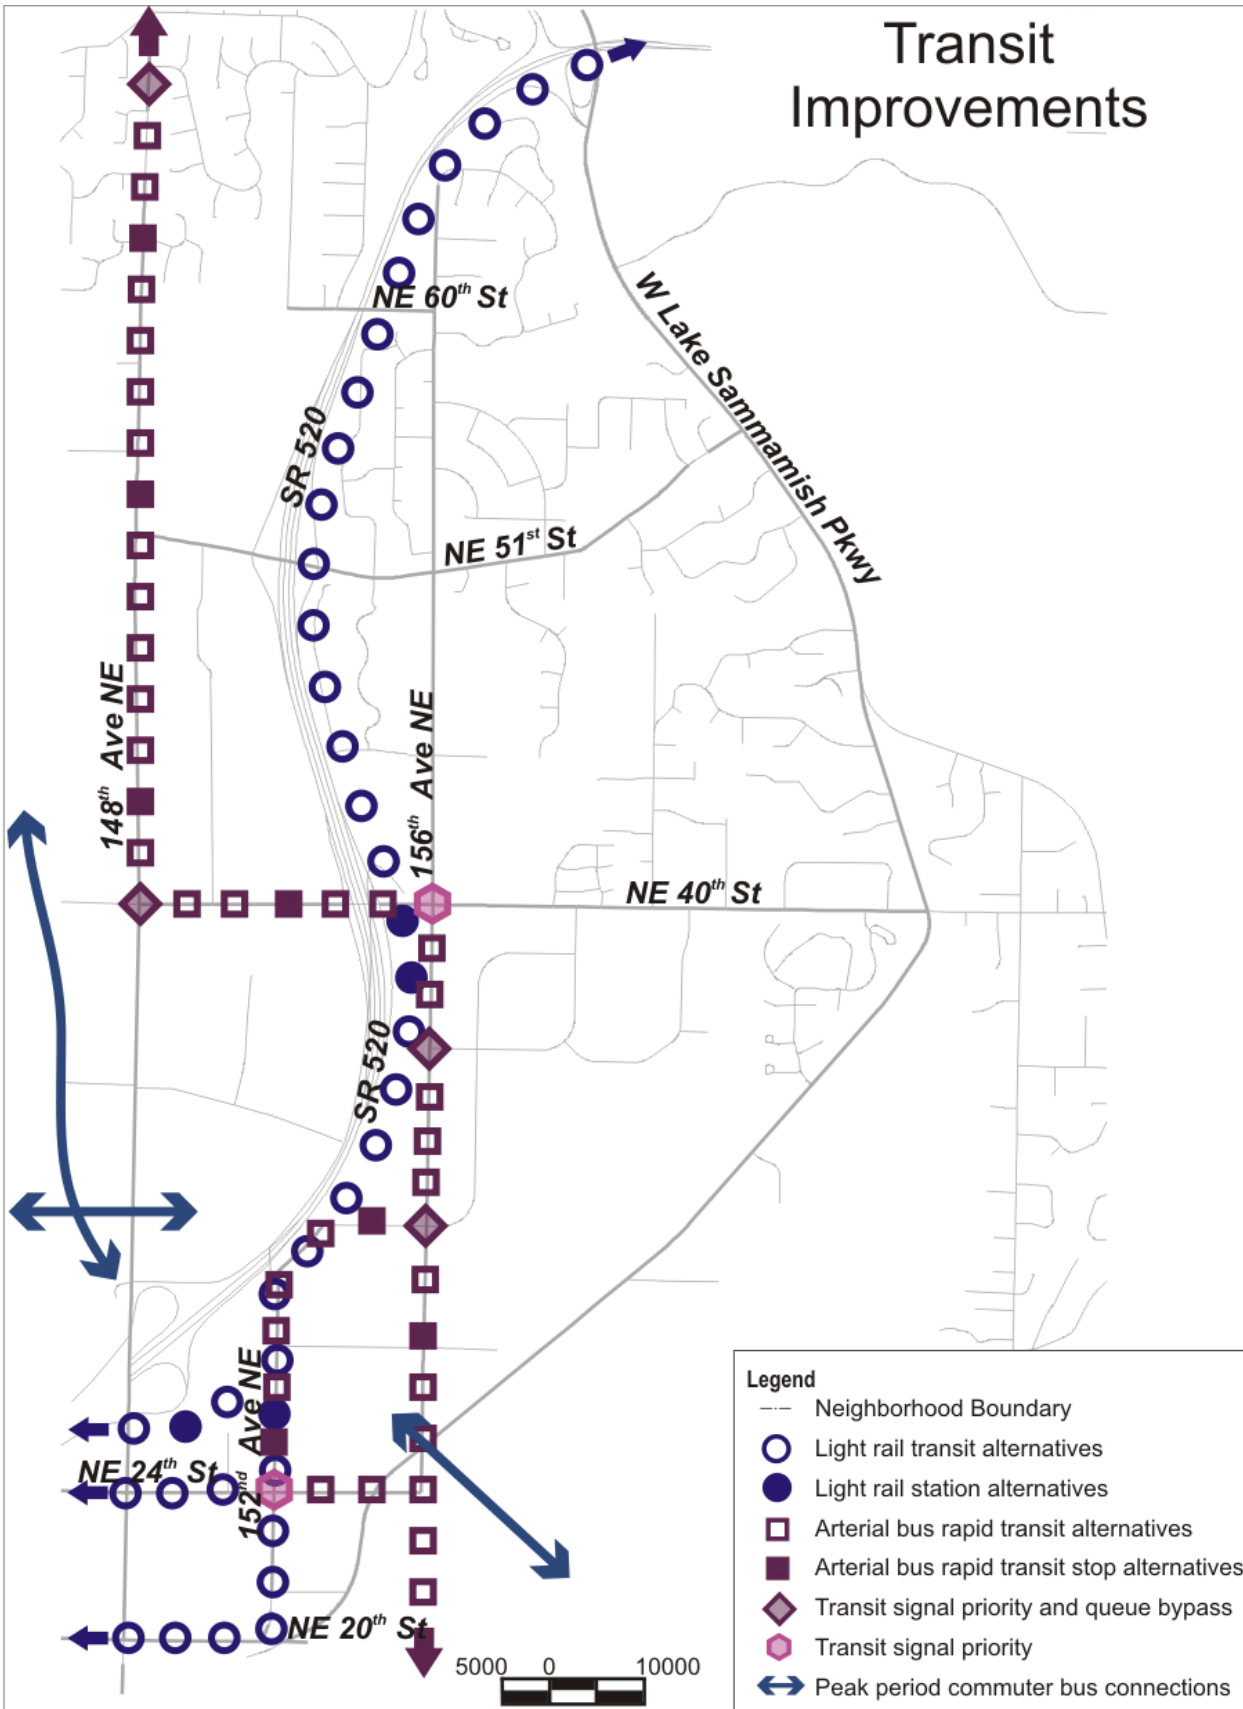 Transit
Improvements
NE 60th St
W Lake Sammamish Pkwy
SR 520
NE 51st St
148th Ave NE
156th Ave NE
NE 40th St
SR 520
152nd Ave NE
NE 24th St
NE 20th St
5000 0 10000
Legend
Neighborhood Boundary
Light rail transit alternatives
Light rail station alternatives
Arterial bus rapid transit alternatives
Arterial bus rapid transit stop alternatives
Transit signal priority and queue bypass
Transit signal priority
Peak period commuter bus connections